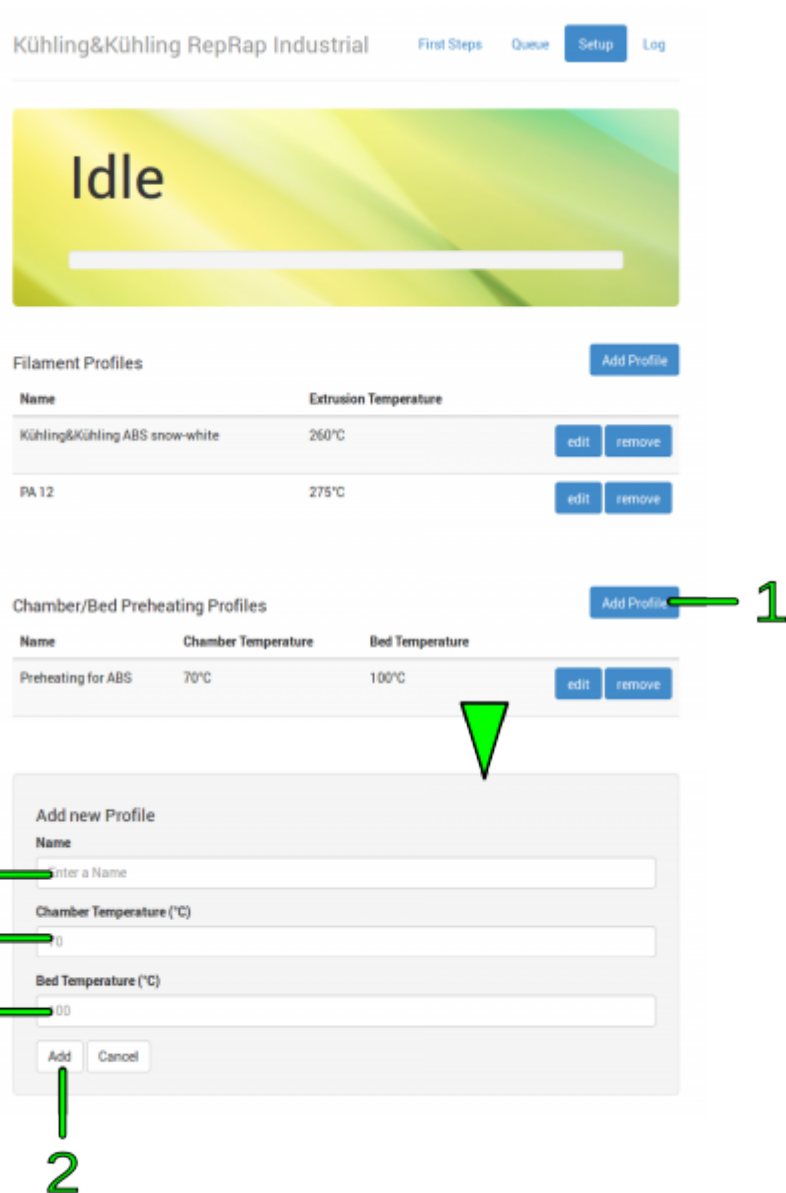 Kühling&Kühling RepRap Industrial First Steps Queue Setup Log
Idle
Filament Profiles Add Profile
Name Extrusion Temperature
Kühling&Kühling ABS snow-white 260°C edit remove
PA 12 275°C edit remove
Chamber/Bed Preheating Profiles Add Profile 1
Name Chamber Temperature Bed Temperature
Preheating for ABS 70°C 100°C edit remove
Add new Profile
Name
Enter a Name
Chamber Temperature (°C)
70
Bed Temperature (°C)
100
Add Cancel
2